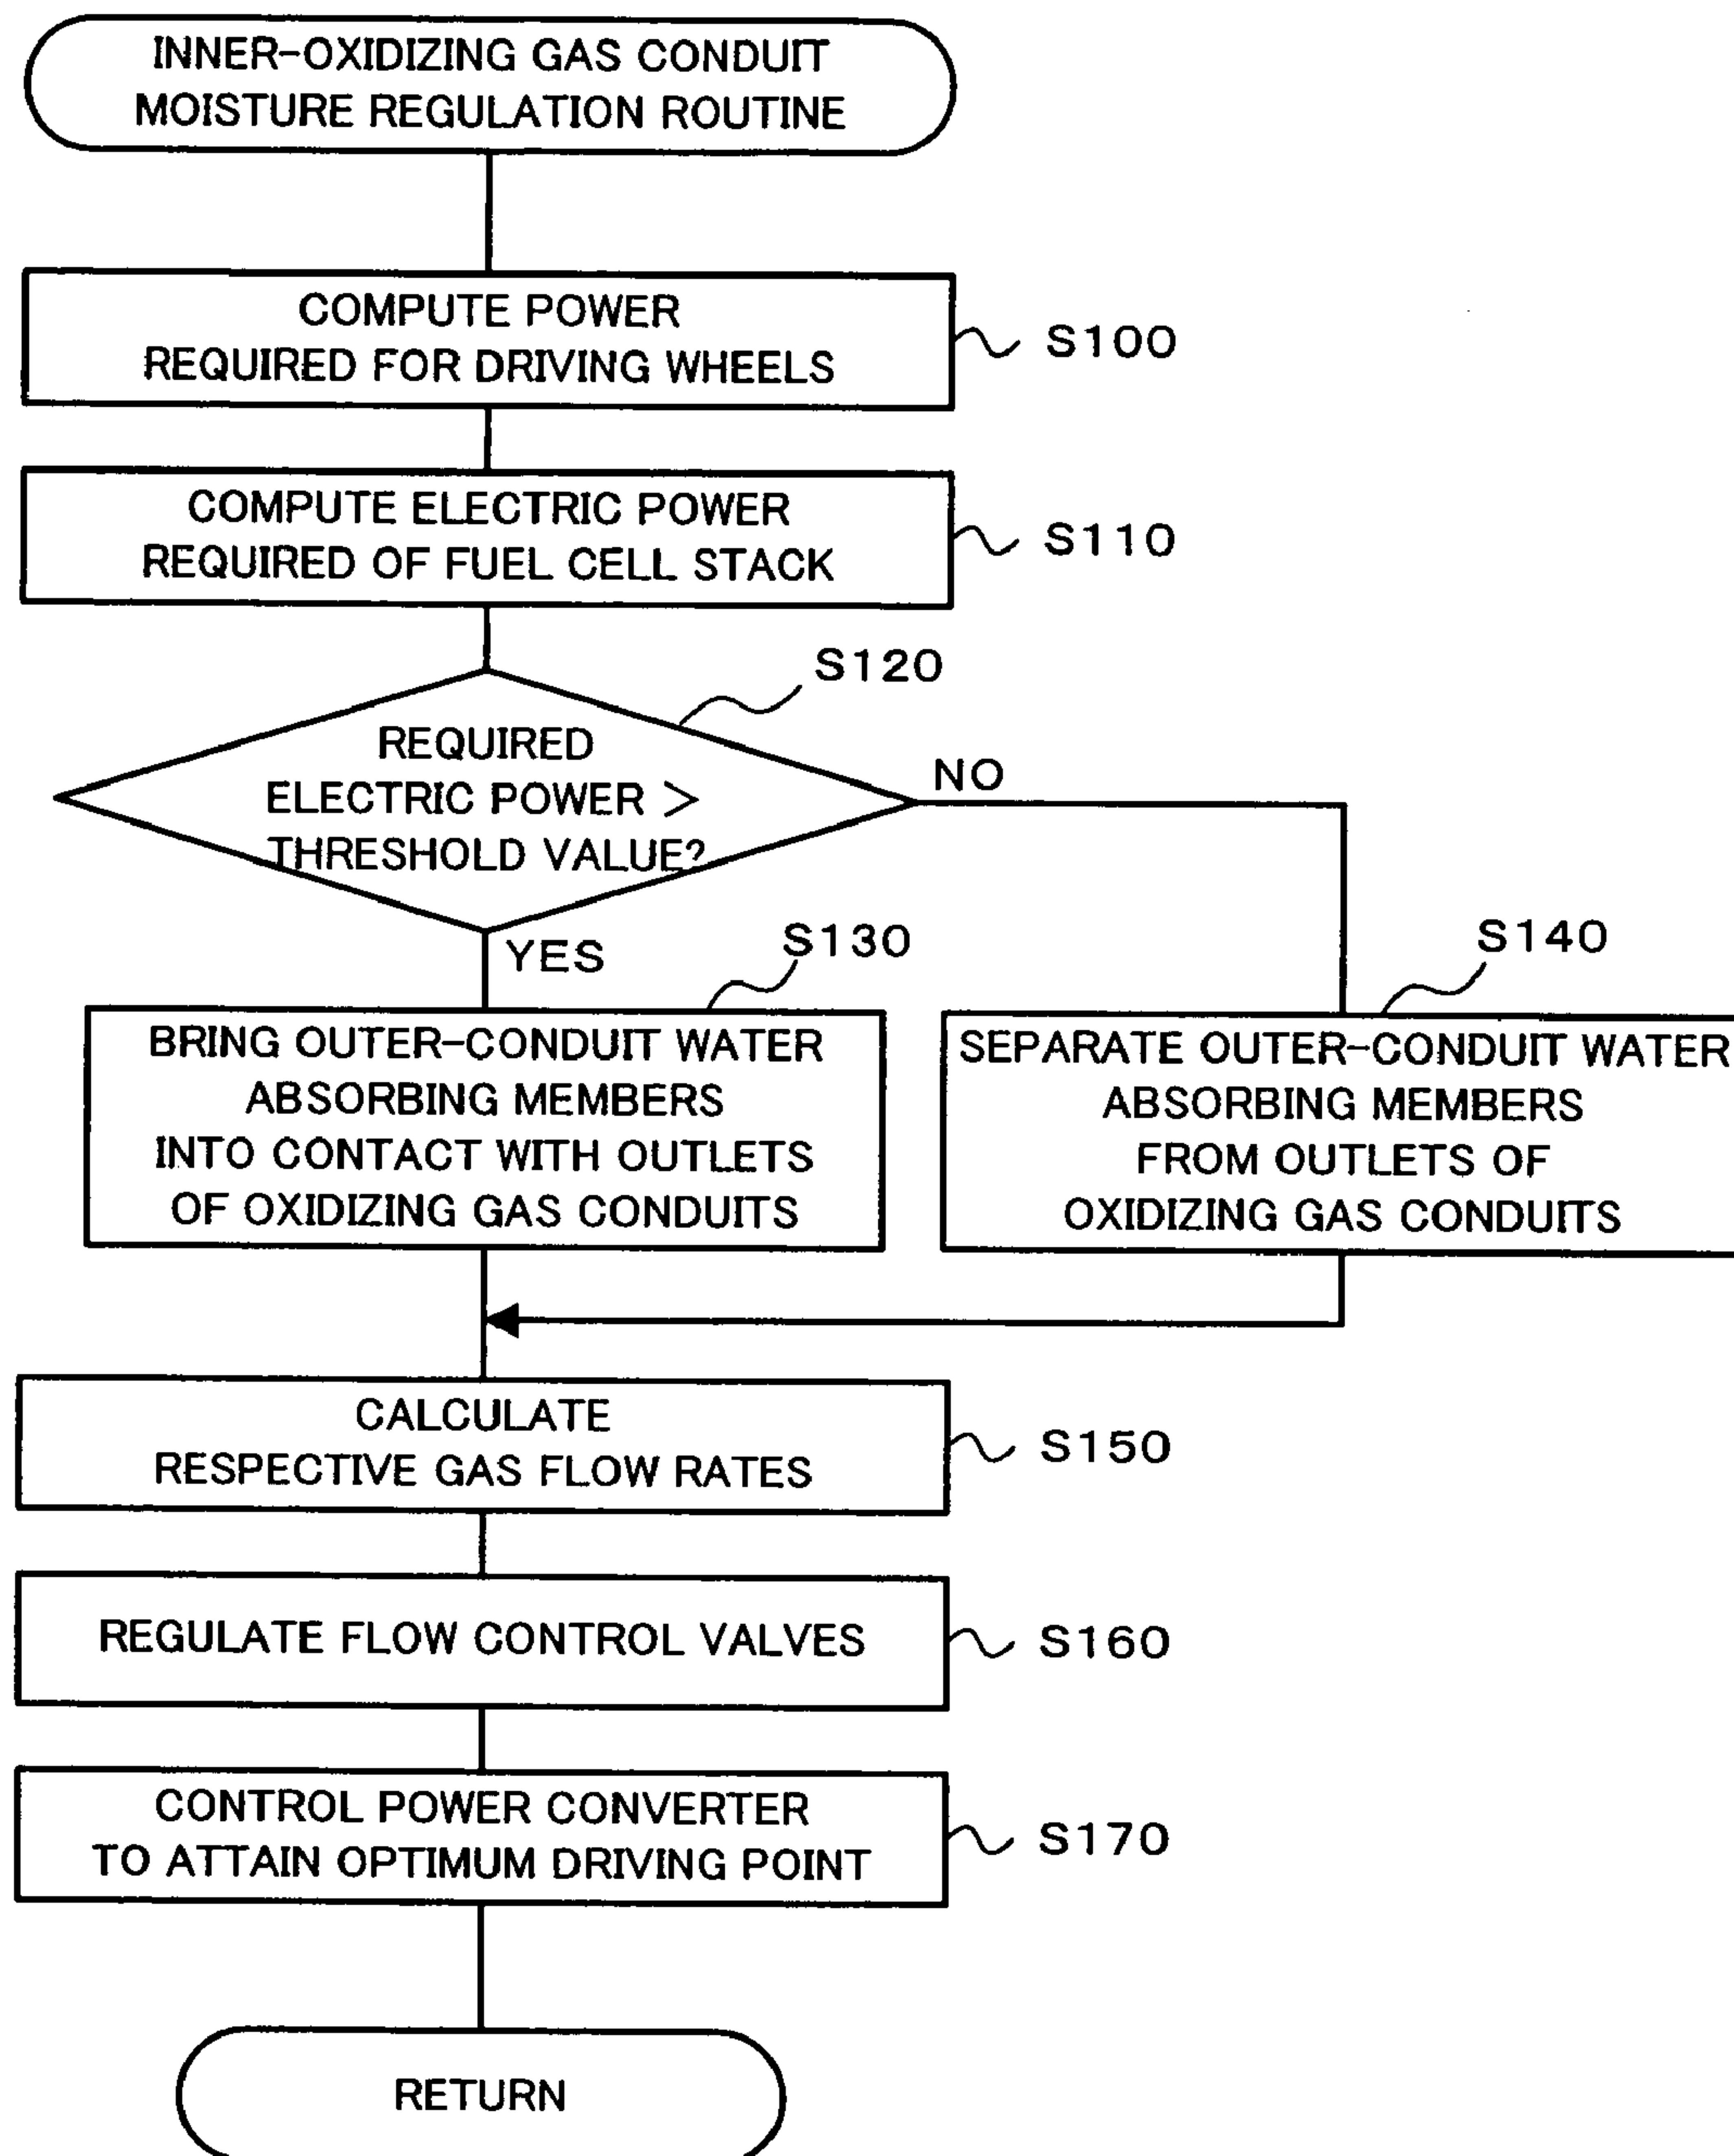 INNER-OXIDIZING GAS CONDUIT
MOISTURE REGULATION ROUTINE
COMPUTE POWER
REQUIRED FOR DRIVING WHEELS
S100
COMPUTE ELECTRIC POWER
REQUIRED OF FUEL CELL STACK
S110
S120
REQUIRED
ELECTRIC POWER >
THRESHOLD VALUE?
NO
YES
S130
BRING OUTER-CONDUIT WATER
ABSORBING MEMBERS
INTO CONTACT WITH OUTLETS
OF OXIDIZING GAS CONDUITS
S140
SEPARATE OUTER-CONDUIT WATER
ABSORBING MEMBERS
FROM OUTLETS OF
OXIDIZING GAS CONDUITS
CALCULATE
RESPECTIVE GAS FLOW RATES
S150
REGULATE FLOW CONTROL VALVES
S160
CONTROL POWER CONVERTER
TO ATTAIN OPTIMUM DRIVING POINT
S170
RETURN